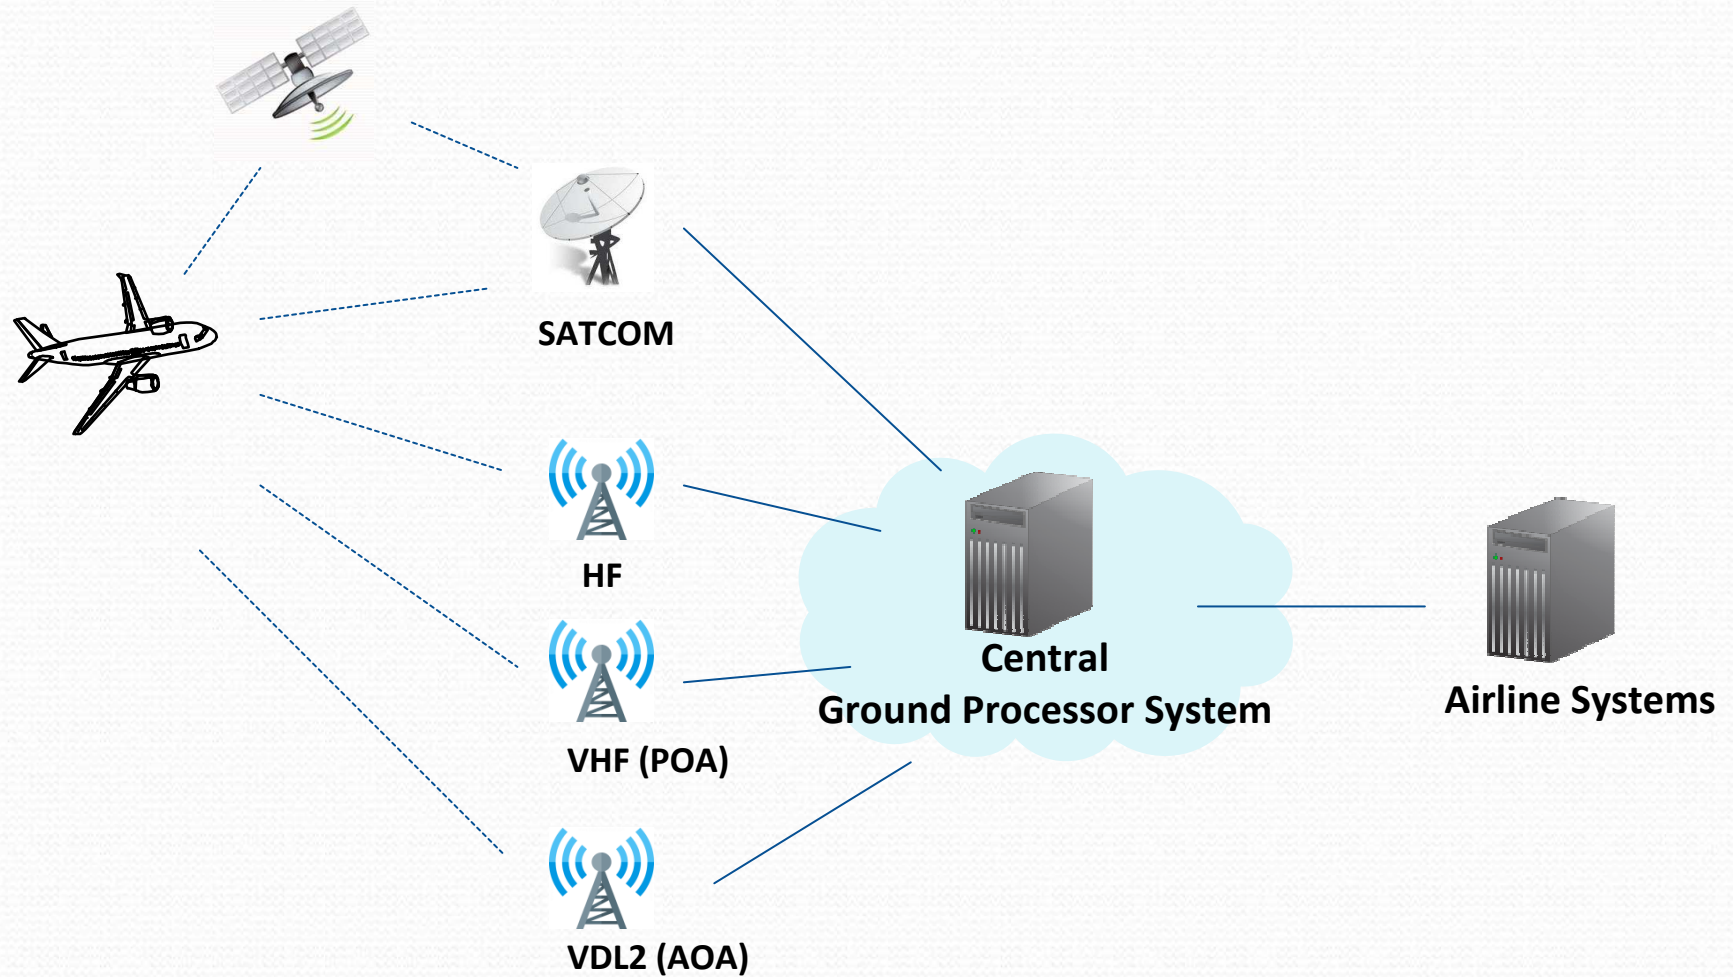 SATCOM
HF
Central
Ground Processor System
Airline Systems
VHF (POA)
VDL2 (AOA)